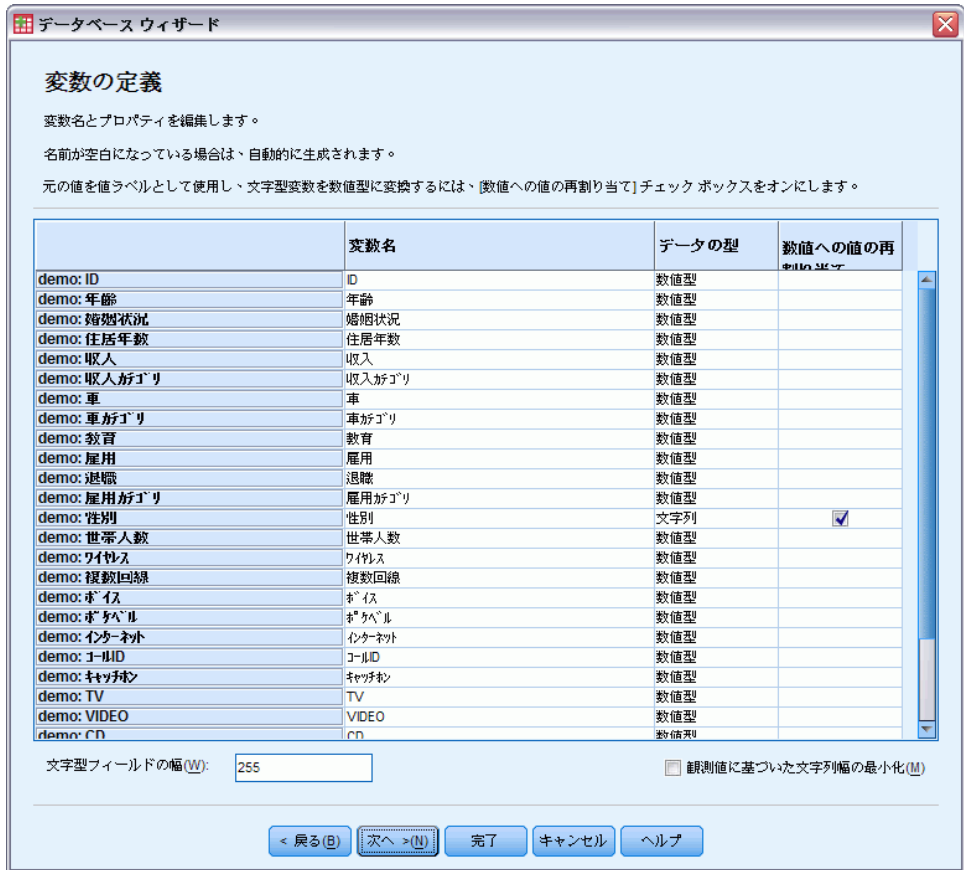 データベース ウィザード
変数の定義
変数名とプロパティを編集します。
名前が空白になっている場合は、自動的に生成されます。
元の値を値ラベルとして使用し、文字型変数を数値型に変換するには、[数値への値の再割り当て] チェック ボックスをオンにします。
変数名 データの型 数値への値の再割り当て
demo: ID ID 数値型
demo: 年齢 年齢 数値型
demo: 婚姻状況 婚姻状況 数値型
demo: 住居年数 住居年数 数値型
demo: 収入 収入 数値型
demo: 収入ｶﾃｺﾞﾘ 収入ｶﾃｺﾞﾘ 数値型
demo: 車 車 数値型
demo: 車ｶﾃｺﾞﾘ 車ｶﾃｺﾞﾘ 数値型
demo: 教育 教育 数値型
demo: 雇用 雇用 数値型
demo: 退職 退職 数値型
demo: 雇用ｶﾃｺﾞﾘ 雇用ｶﾃｺﾞﾘ 数値型
demo: 性別 性別 文字列
demo: 世帯人数 世帯人数 数値型
demo: ﾜｲﾔﾚｽ ﾜｲﾔﾚｽ 数値型
demo: 複数回線 複数回線 数値型
demo: ﾎﾞｲｽ ﾎﾞｲｽ 数値型
demo: ﾎﾟｹﾍﾞﾙ ﾎﾟｹﾍﾞﾙ 数値型
demo: ｲﾝﾀｰﾈｯﾄ ｲﾝﾀｰﾈｯﾄ 数値型
demo: ｺｰﾙID ｺｰﾙID 数値型
demo: ｷｬｯﾁﾎﾝ ｷｬｯﾁﾎﾝ 数値型
demo: TV TV 数値型
demo: VIDEO VIDEO 数値型
demo: CD CD 数値型
文字型フィールドの幅(W): 255 観測値に基づいた文字列幅の最小化(M)
< 戻る(B) 次へ >(N) 完了 キャンセル ヘルプ